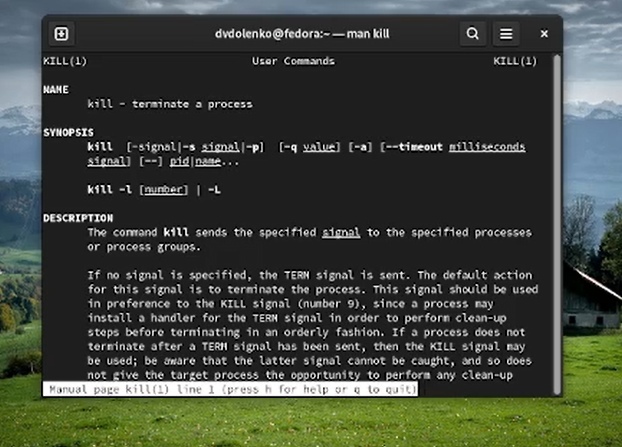 dvdolenko@fedora:~ — man kill
KILL(1) User Commands KILL(1)
NAME
kill - terminate a process
SYNOPSIS
kill [-signal|-s signal|-p] [-q value] [-a] [--timeout milliseconds
signal] [--] pid|name...
kill -l [number] | -L
DESCRIPTION
The command kill sends the specified signal to the specified processes
or process groups.
If no signal is specified, the TERM signal is sent. The default action
for this signal is to terminate the process. This signal should be used
in preference to the KILL signal (number 9), since a process may
install a handler for the TERM signal in order to perform clean-up
steps before terminating in an orderly fashion. If a process does not
terminate after a TERM signal has been sent, then the KILL signal may
be used; be aware that the latter signal cannot be caught, and so does
not give the target process the opportunity to perform any clean-up
Manual page kill(1) line 1 (press h for help or q to quit)